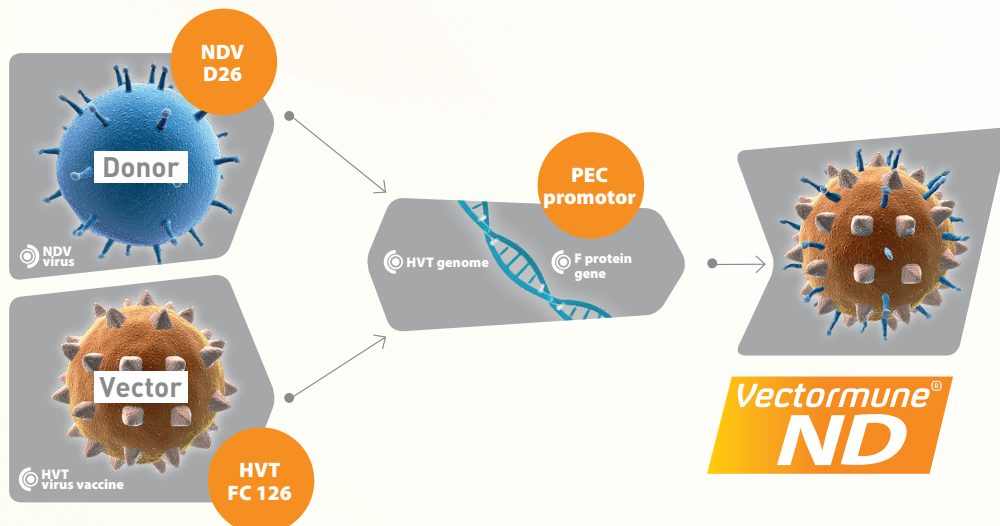 NDV
D26
Donor
NDV
virus
PEC
promotor
HVT genome
F protein
gene
Vector
HVT
virus vaccine
HVT
FC 126
Vectormune®
ND